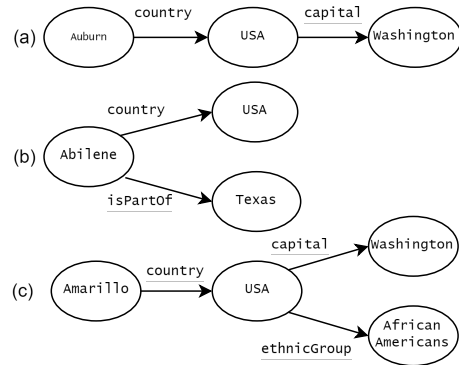 country
capital
(a)
Auburn
USA
Washington
country
USA
(b)
Abilene
isPartOf
Texas
capital
Washington
country
(c)
Amarillo
USA
African
Americans
ethnicGroup